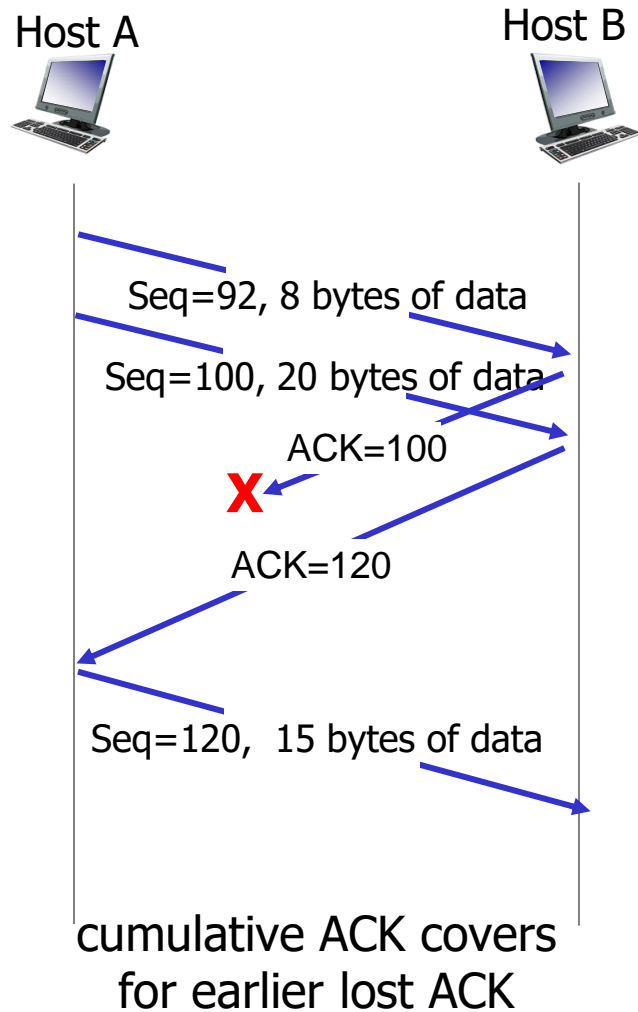 Host A
Host B
Seq=92, 8 bytes of data
Seq=100, 20 bytes of data
ACK=100
X
ACK=120
Seq=120, 15 bytes of data
cumulative ACK covers
for earlier lost ACK